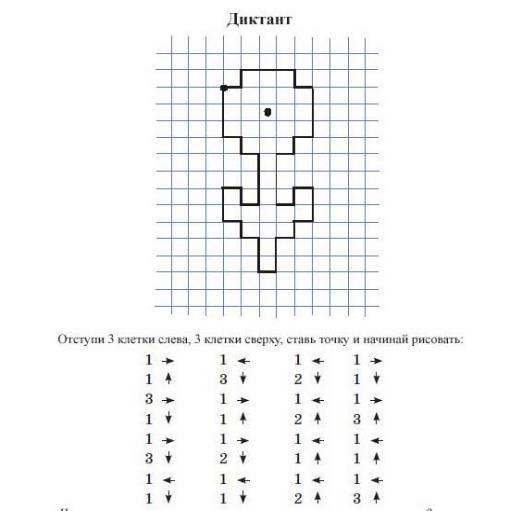 Диктант
Отступи 3 клетки слева, 3 клетки сверху, ставь точку и начинай рисовать:
1 → 1 ← 1 ← 1 →
1 ↑ 3 ↓ 2 ↓ 1 ↓
3 → 1 → 1 ← 1 →
1 ↓ 1 ↑ 2 ↑ 3 ↑
1 → 1 → 1 ← 1 ←
3 ↓ 2 ↓ 1 ↑ 1 ↑
1 ← 1 ← 1 ← 1 ←
1 ↓ 1 ↓ 2 ↑ 3 ↑